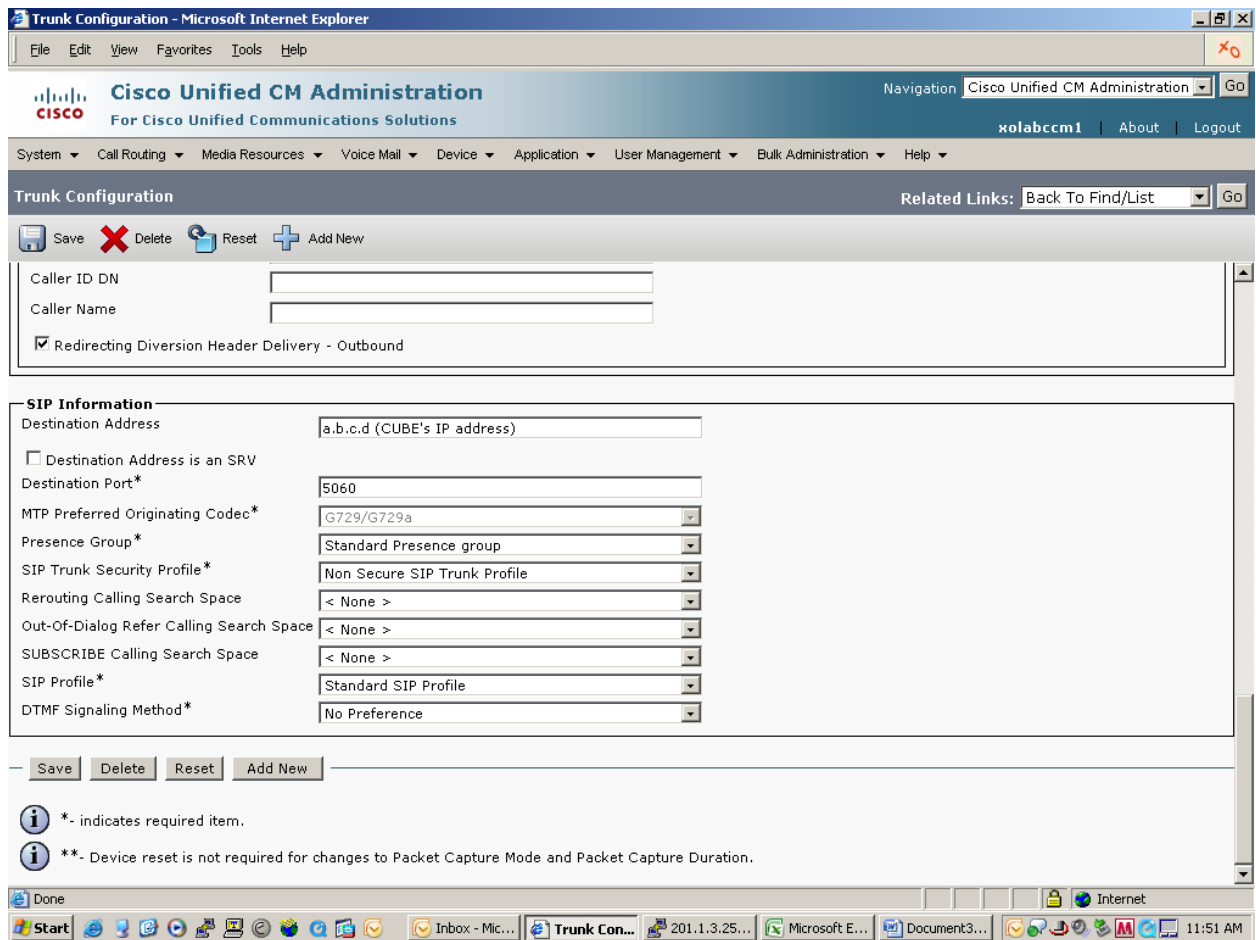 Trunk Configuration - Microsoft Internet Explorer
File Edit View Favorites Tools Help
CISCO
Cisco Unified CM Administration
For Cisco Unified Communications Solutions
Navigation Cisco Unified CM Administration Go
xolabccm1 | About | Logout
System Call Routing Media Resources Voice Mail Device Application User Management Bulk Administration Help
Trunk Configuration
Related Links: Back To Find/List Go
Save Delete Reset Add New
Caller ID DN
Caller Name
Redirecting Diversion Header Delivery - Outbound
SIP Information
Destination Address a.b.c.d (CUBE's IP address)
Destination Address is an SRV
Destination Port* 5060
MTP Preferred Originating Codec* G729/G729a
Presence Group* Standard Presence group
SIP Trunk Security Profile* Non Secure SIP Trunk Profile
Rerouting Calling Search Space < None >
Out-Of-Dialog Refer Calling Search Space < None >
SUBSCRIBE Calling Search Space < None >
SIP Profile* Standard SIP Profile
DTMF Signaling Method* No Preference
Save Delete Reset Add New
*- indicates required item.
**- Device reset is not required for changes to Packet Capture Mode and Packet Capture Duration.
Done Internet
Start Inbox - Mic... Trunk Con... 201.1.3.25... Microsoft E... Document3... 11:51 AM